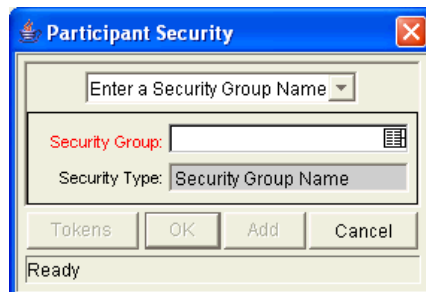 Participant Security
Enter a Security Group Name
Security Group:
Security Type: Security Group Name
Tokens OK Add Cancel
Ready